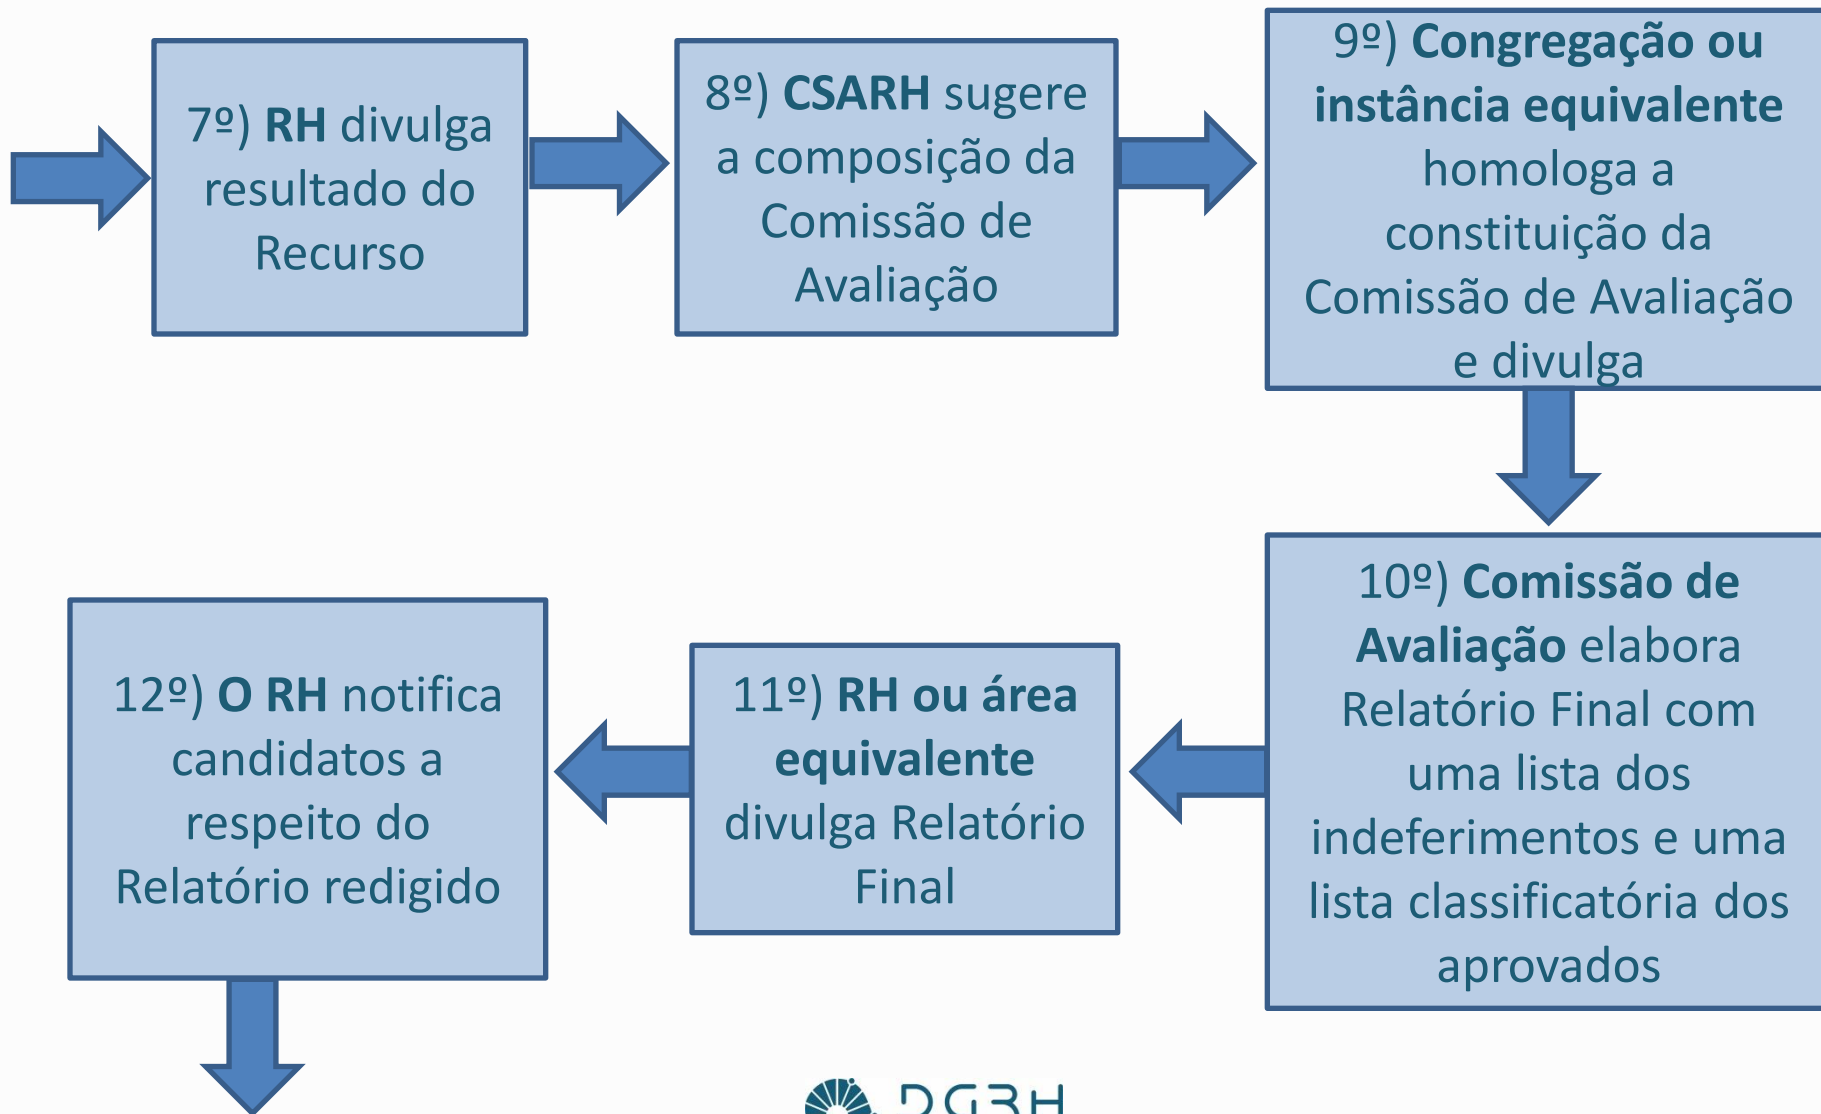 7º) RH divulga
resultado do
Recurso
8º) CSARH sugere
a composição da
Comissão de
Avaliação
9º) Congregação ou
instância equivalente
homologa a
constituição da
Comissão de Avaliação
e divulga
10º) Comissão de
Avaliação elabora
Relatório Final com
uma lista dos
indeferimentos e uma
lista classificatória dos
aprovados
11º) RH ou área
equivalente
divulga Relatório
Final
12º) O RH notifica
candidatos a
respeito do
Relatório redigido
DGRH